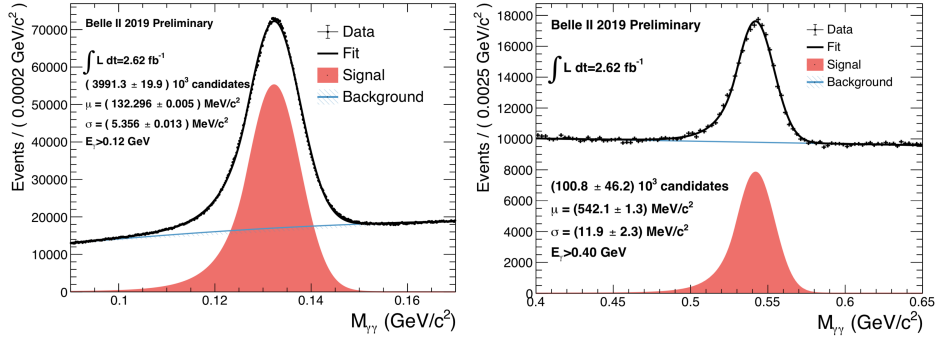 Belle II 2019 Preliminary
∫ L dt=2.62 fb⁻¹
( 3991.3 ± 19.9 ) 10³ candidates
μ = ( 132.296 ± 0.005 ) MeV/c²
σ = ( 5.356 ± 0.013 ) MeV/c²
Eγ>0.12 GeV
Data
Fit
Signal
Background
Events / ( 0.0002 GeV/c² )
70000
60000
50000
40000
30000
20000
10000
0
0.1
0.12
0.14
0.16
Mγγ (GeV/c²)
Belle II 2019 Preliminary
∫ L dt=2.62 fb⁻¹
Data
Fit
Signal
Background
(100.8 ± 46.2) 10³ candidates
μ = (542.1 ± 1.3) MeV/c²
σ = (11.9 ± 2.3) MeV/c²
Eγ>0.40 GeV
Events / ( 0.0025 GeV/c² )
18000
16000
14000
12000
10000
8000
6000
4000
2000
0
0.4
0.45
0.5
0.55
0.6
0.65
Mγγ (GeV/c²)